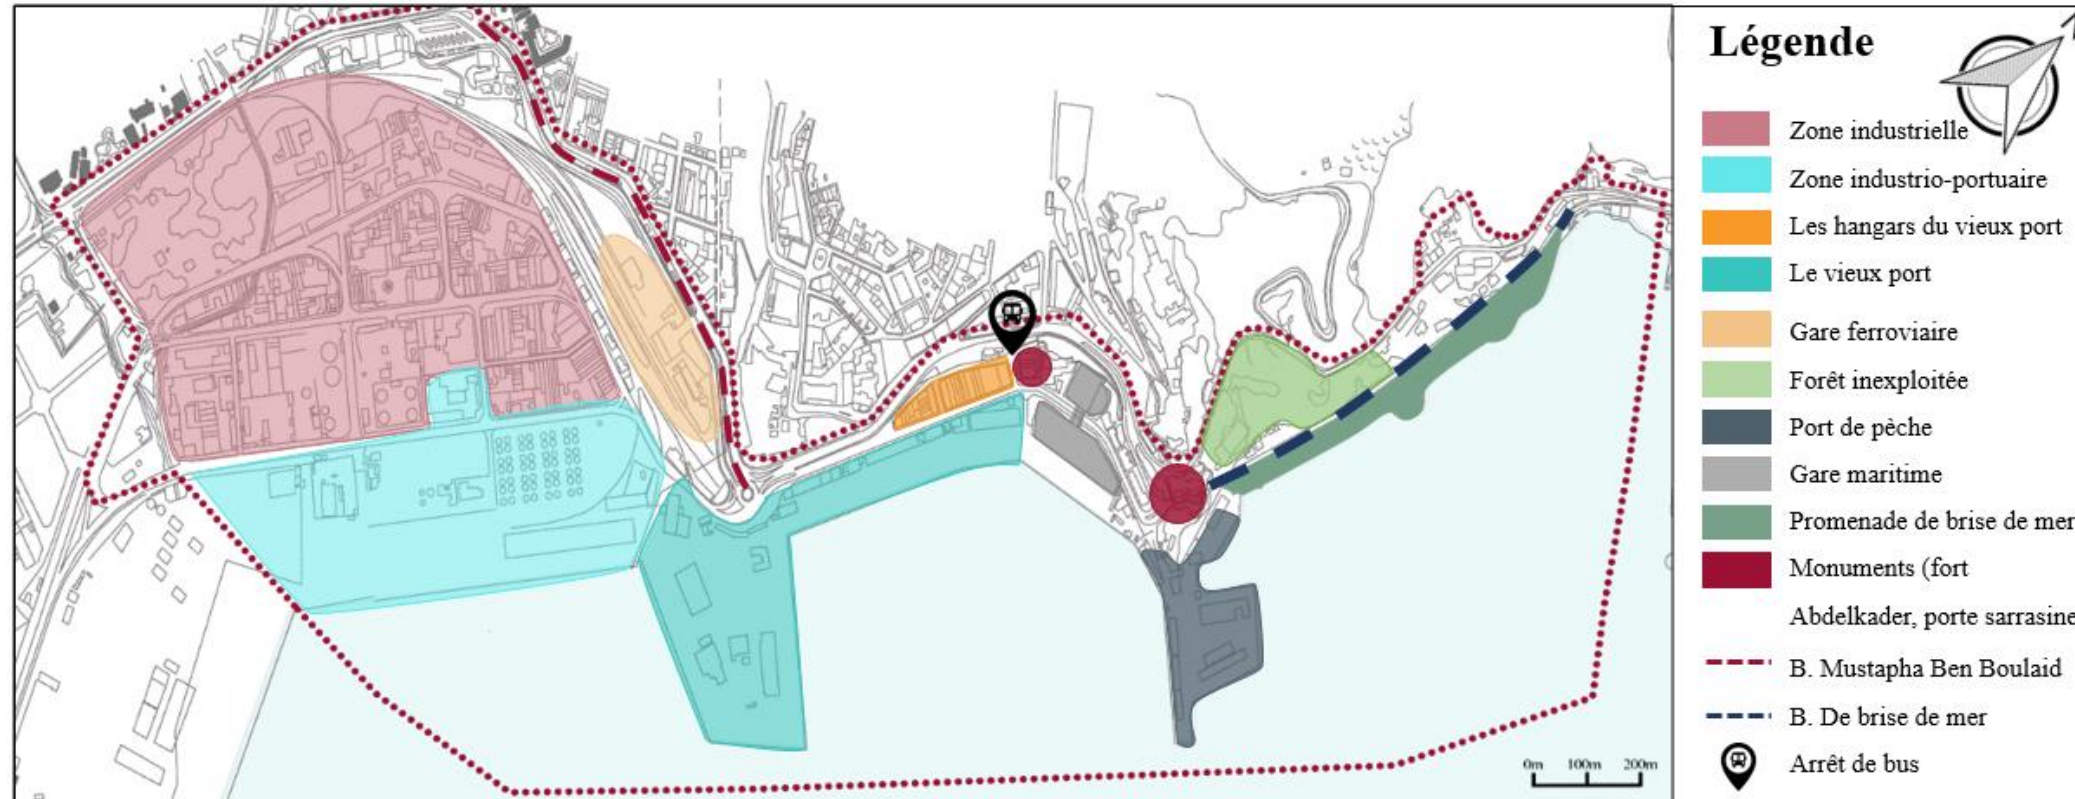 Légende
Zone industrielle
Zone industrio-portuaire
Les hangars du vieux port
Le vieux port
Gare ferroviaire
Forêt inexploitée
Port de pèche
Gare maritime
Promenade de brise de mer
Monuments (fort
Abdelkader, porte sarrasine
B. Mustapha Ben Boulaid
B. De brise de mer
Arrêt de bus
0m 100m 200m